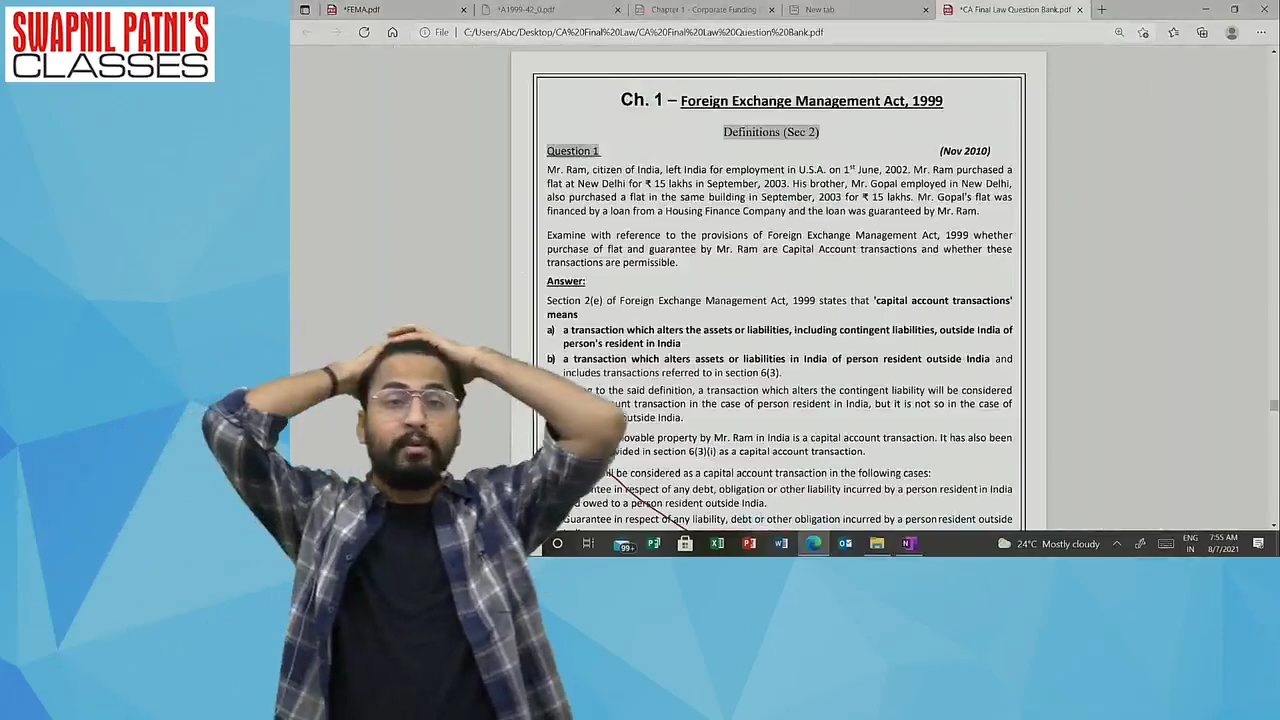 SWAPNIL PATNI'S
CLASSES
*FEMA.pdf
*A1999-42_0.pdf
Chapter 1 - Corporate Funding
New tab
*CA Final Law Question Bank.pdf
File
C:/Users/Abc/Desktop/CA%20Final%20Law/CA%20Final%20Law%20Question%20Bank.pdf
Ch. 1 – Foreign Exchange Management Act, 1999
Definitions (Sec 2)
Question 1 (Nov 2010)
Mr. Ram, citizen of India, left India for employment in U.S.A. on 1st June, 2002. Mr. Ram purchased a
flat at New Delhi for ₹ 15 lakhs in September, 2003. His brother, Mr. Gopal employed in New Delhi,
also purchased a flat in the same building in September, 2003 for ₹ 15 lakhs. Mr. Gopal's flat was
financed by a loan from a Housing Finance Company and the loan was guaranteed by Mr. Ram.
Examine with reference to the provisions of Foreign Exchange Management Act, 1999 whether
purchase of flat and guarantee by Mr. Ram are Capital Account transactions and whether these
transactions are permissible.
Answer:
Section 2(e) of Foreign Exchange Management Act, 1999 states that 'capital account transactions'
means
a) a transaction which alters the assets or liabilities, including contingent liabilities, outside India of
person's resident in India
b) a transaction which alters assets or liabilities in India of person resident outside India and
includes transactions referred to in section 6(3).
to the said definition, a transaction which alters the contingent liability will be considered
transaction in the case of person resident in India, but it is not so in the case of
outside India.
property by Mr. Ram in India is a capital account transaction. It has also been
in section 6(3)(i) as a capital account transaction.
be considered as a capital account transaction in the following cases:
in respect of any debt, obligation or other liability incurred by a person resident in India
owed to a person resident outside India.
Guarantee in respect of any liability, debt or other obligation incurred by a person resident outside
99+
24°C Mostly cloudy
ENG
IN
7:55 AM
8/7/2021